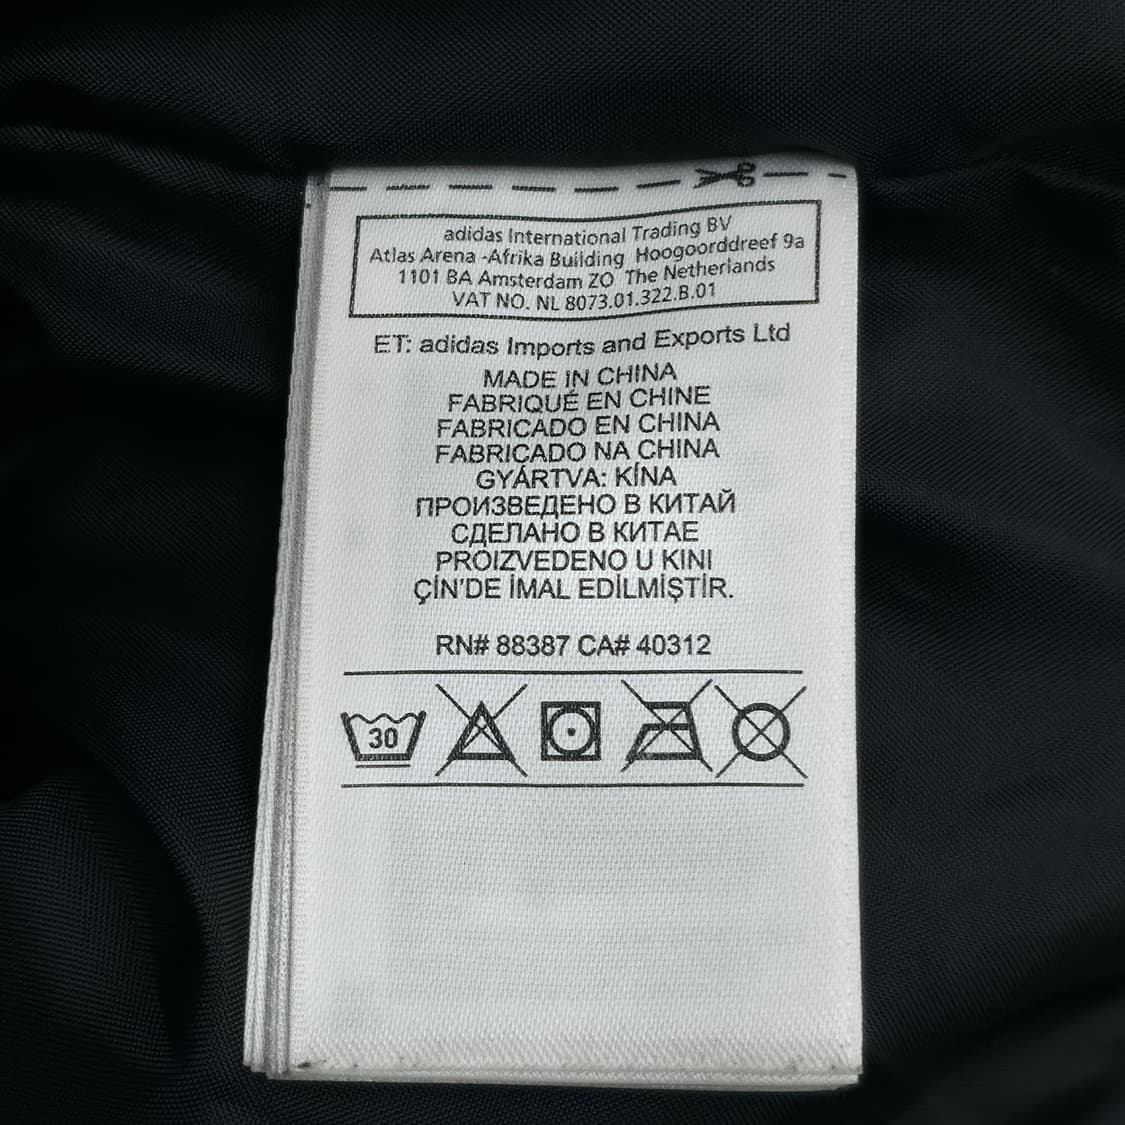 adidas International Trading BV
Atlas Arena -Afrika Building Hoogoorddreef 9a
1101 BA Amsterdam ZO The Netherlands
VAT NO. NL 8073.01.322.B.01
ET: adidas Imports and Exports Ltd
MADE IN CHINA
FABRIQUÉ EN CHINE
FABRICADO EN CHINA
FABRICADO NA CHINA
GYÁRTVA: KÍNA
ПРОИЗВЕДЕНО В КИТАЙ
СДЕЛАНО В КИТАЕ
PROIZVEDENO U KINI
ÇİN'DE İMAL EDİLMİŞTİR.
RN# 88387 CA# 40312
30